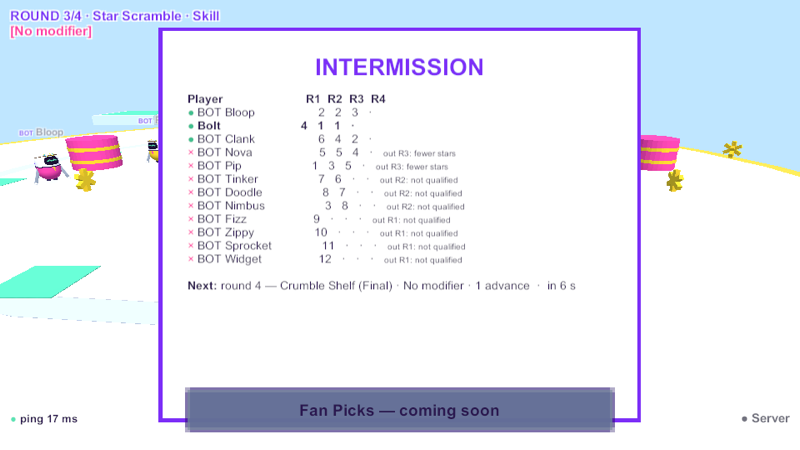 ROUND 3/4 · Star Scramble · Skill
[No modifier]
INTERMISSION
Player R1 R2 R3 R4
● BOT Bloop 2 2 3 ·
● Bolt 4 1 1 ·
● BOT Clank 6 4 2 ·
× BOT Nova 5 5 4 · out R3: fewer stars
× BOT Pip 1 3 5 · out R3: fewer stars
× BOT Tinker 7 6 · · out R2: not qualified
× BOT Doodle 8 7 · · out R2: not qualified
× BOT Nimbus 3 8 · · out R2: not qualified
× BOT Fizz 9 · · · out R1: not qualified
× BOT Zippy 10 · · · out R1: not qualified
× BOT Sprocket 11 · · · out R1: not qualified
× BOT Widget 12 · · · out R1: not qualified
Next: round 4 — Crumble Shelf (Final) · No modifier · 1 advance · in 6 s
Fan Picks — coming soon
BOT Bloop
BOT
● ping 17 ms
● Server